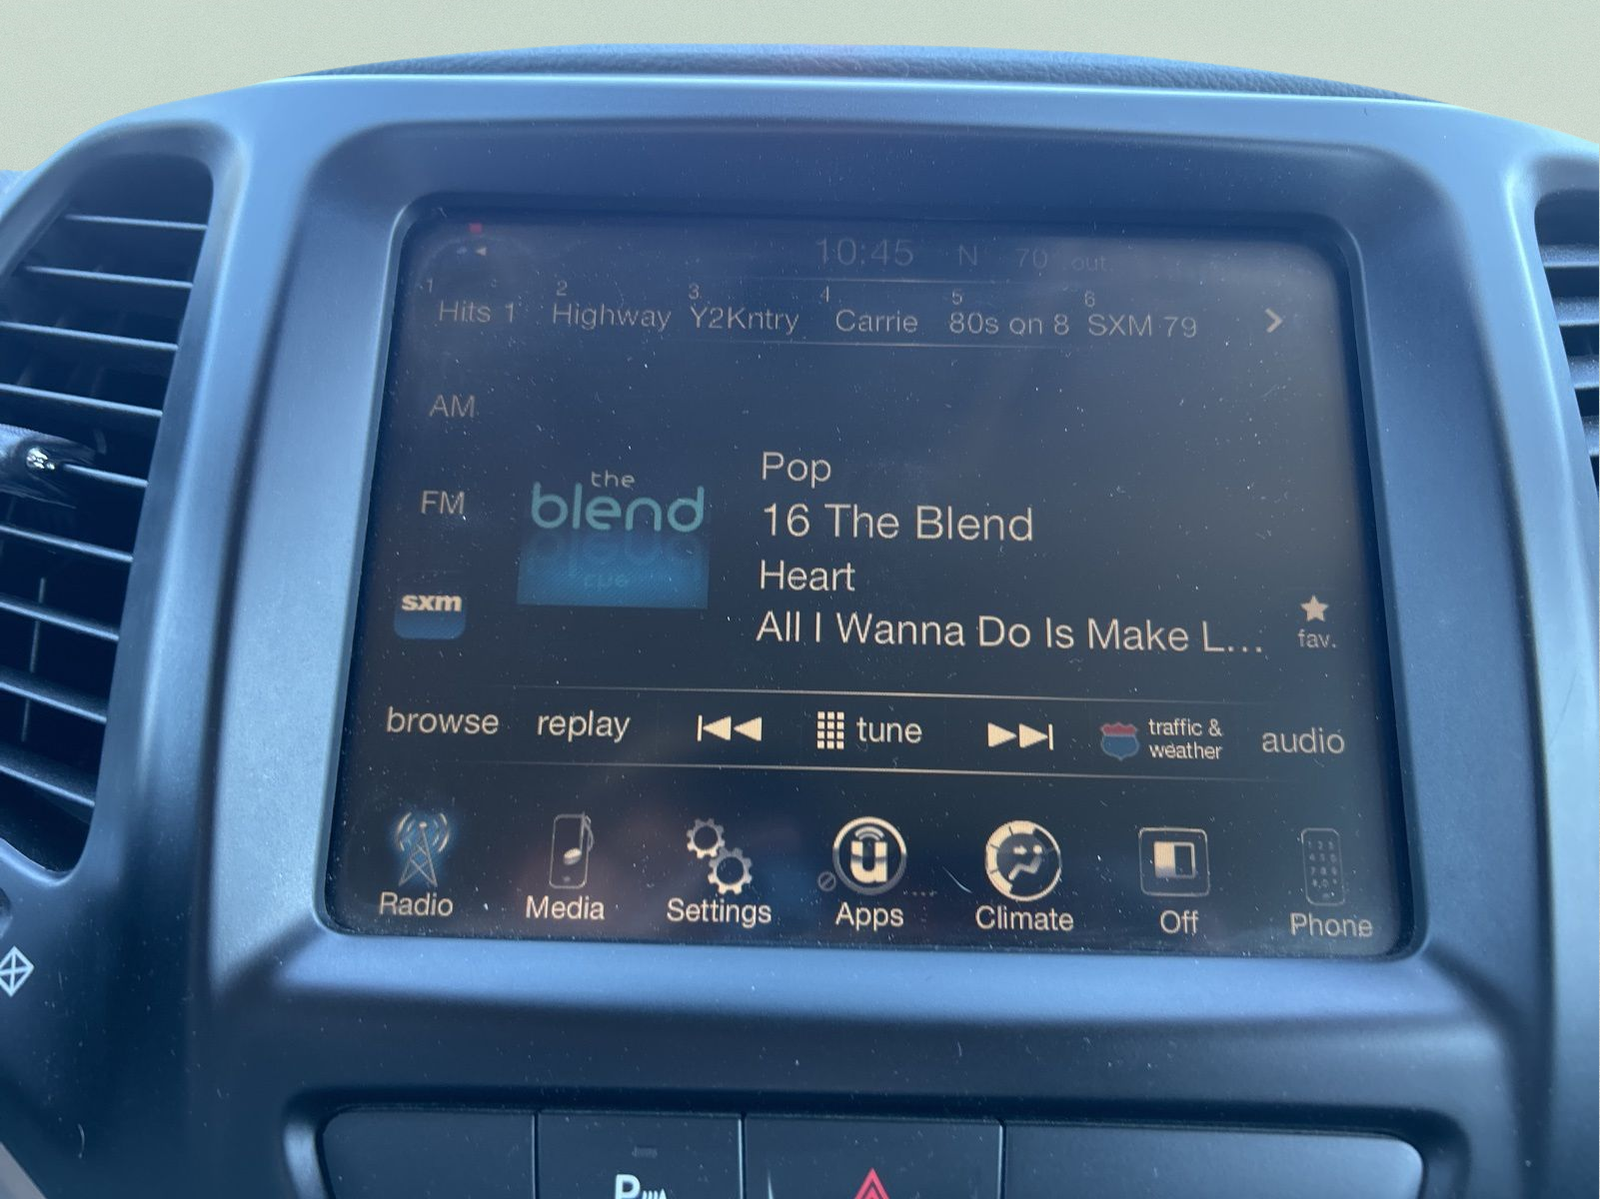 10:45 N 70 out
1 2 3 4 5 6
Hits 1 Highway Y2Kntry Carrie 80s on 8 SXM 79
AM
FM
sxm
the
blend
Pop
16 The Blend
Heart
All I Wanna Do Is Make L...
fav.
browse replay tune traffic &
weather audio
Radio Media Settings Apps Climate Off Phone
P